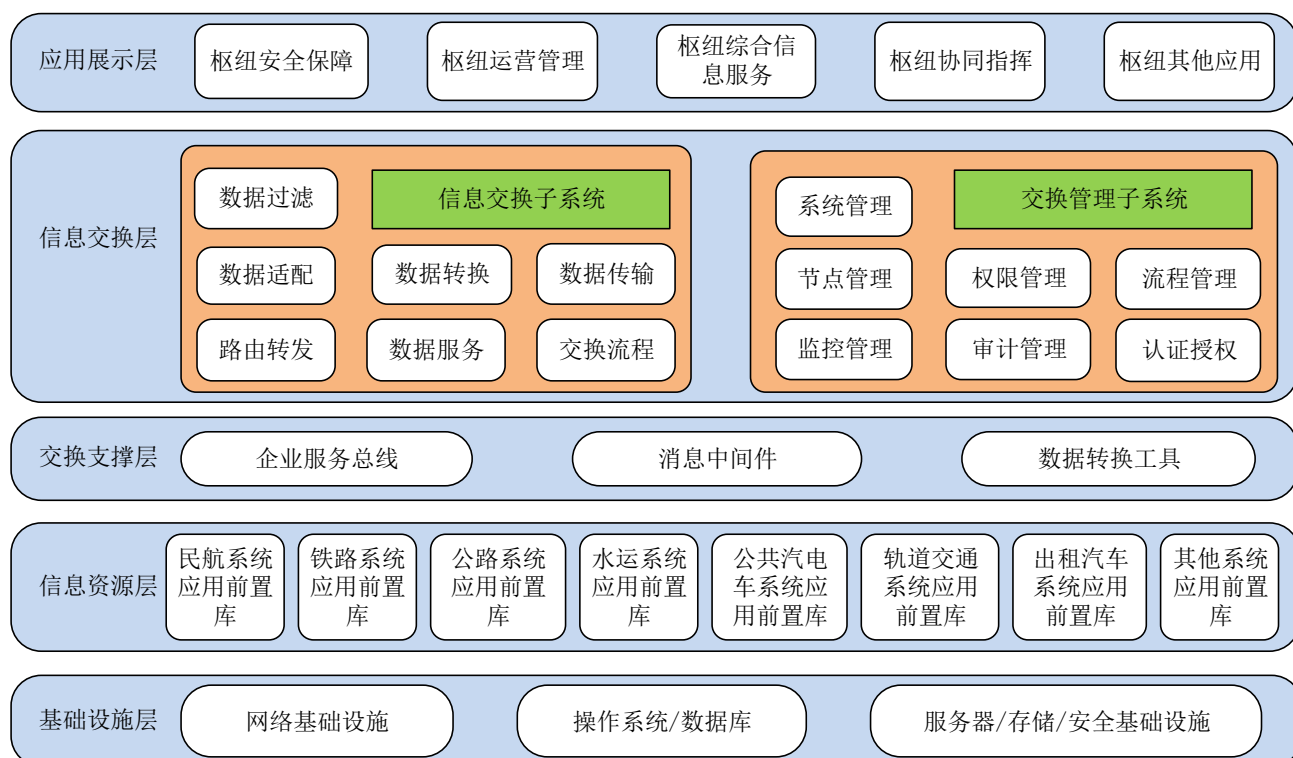 应用展示层
枢纽安全保障
枢纽运营管理
枢纽综合信
息服务
枢纽协同指挥
枢纽其他应用
信息交换层
数据过滤
信息交换子系统
数据适配
数据转换
数据传输
路由转发
数据服务
交换流程
系统管理
交换管理子系统
节点管理
权限管理
流程管理
监控管理
审计管理
认证授权
交换支撑层
企业服务总线
消息中间件
数据转换工具
信息资源层
民航系统
应用前置
库
铁路系统
应用前置
库
公路系统
应用前置
库
水运系统
应用前置
库
公共汽电
车系统应
用前置库
轨道交通
系统应用
前置库
出租汽车
系统应用
前置库
其他系统
应用前置
库
基础设施层
网络基础设施
操作系统/数据库
服务器/存储/安全基础设施